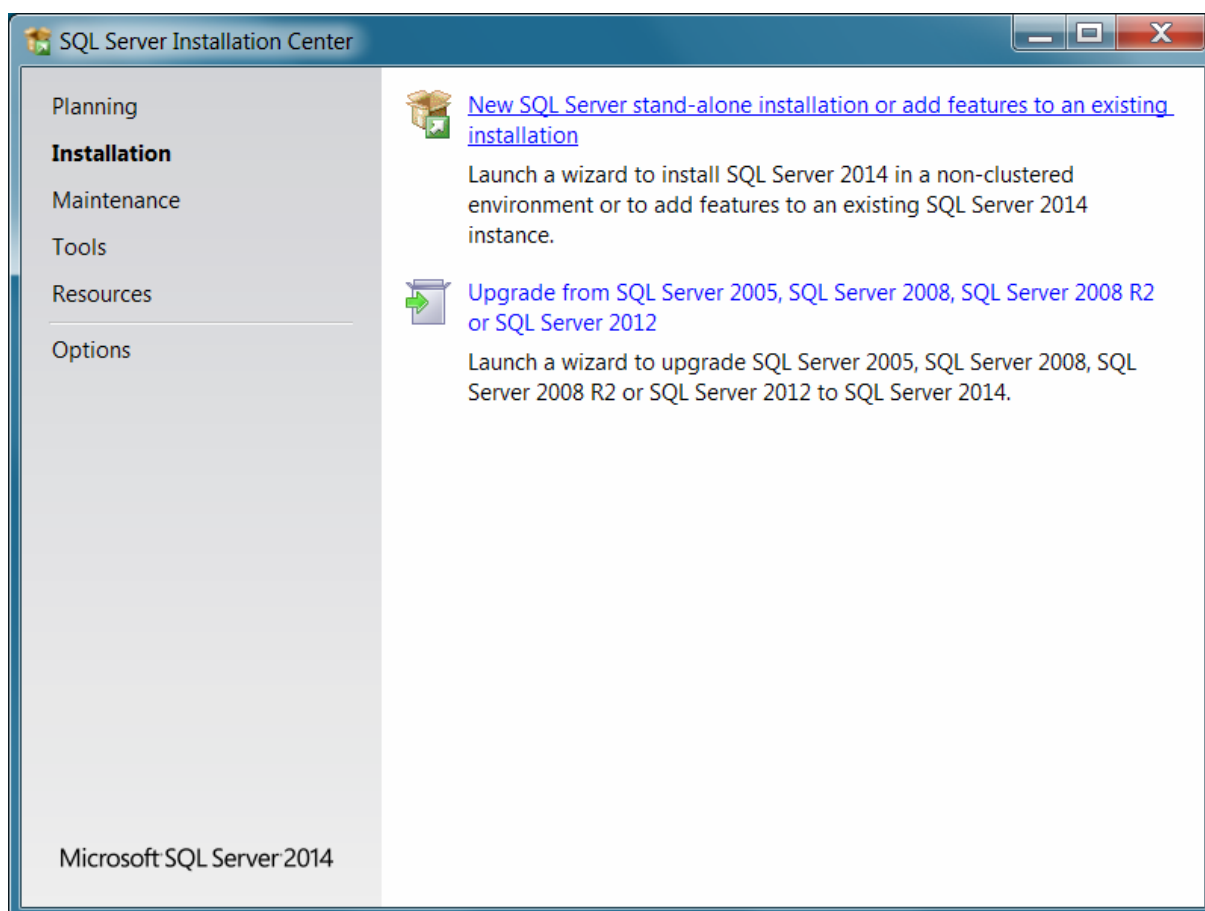 SQL Server Installation Center
Planning
Installation
Maintenance
Tools
Resources
Options
New SQL Server stand-alone installation or add features to an existing
installation
Launch a wizard to install SQL Server 2014 in a non-clustered
environment or to add features to an existing SQL Server 2014
instance.
Upgrade from SQL Server 2005, SQL Server 2008, SQL Server 2008 R2
or SQL Server 2012
Launch a wizard to upgrade SQL Server 2005, SQL Server 2008, SQL
Server 2008 R2 or SQL Server 2012 to SQL Server 2014.
Microsoft SQL Server 2014